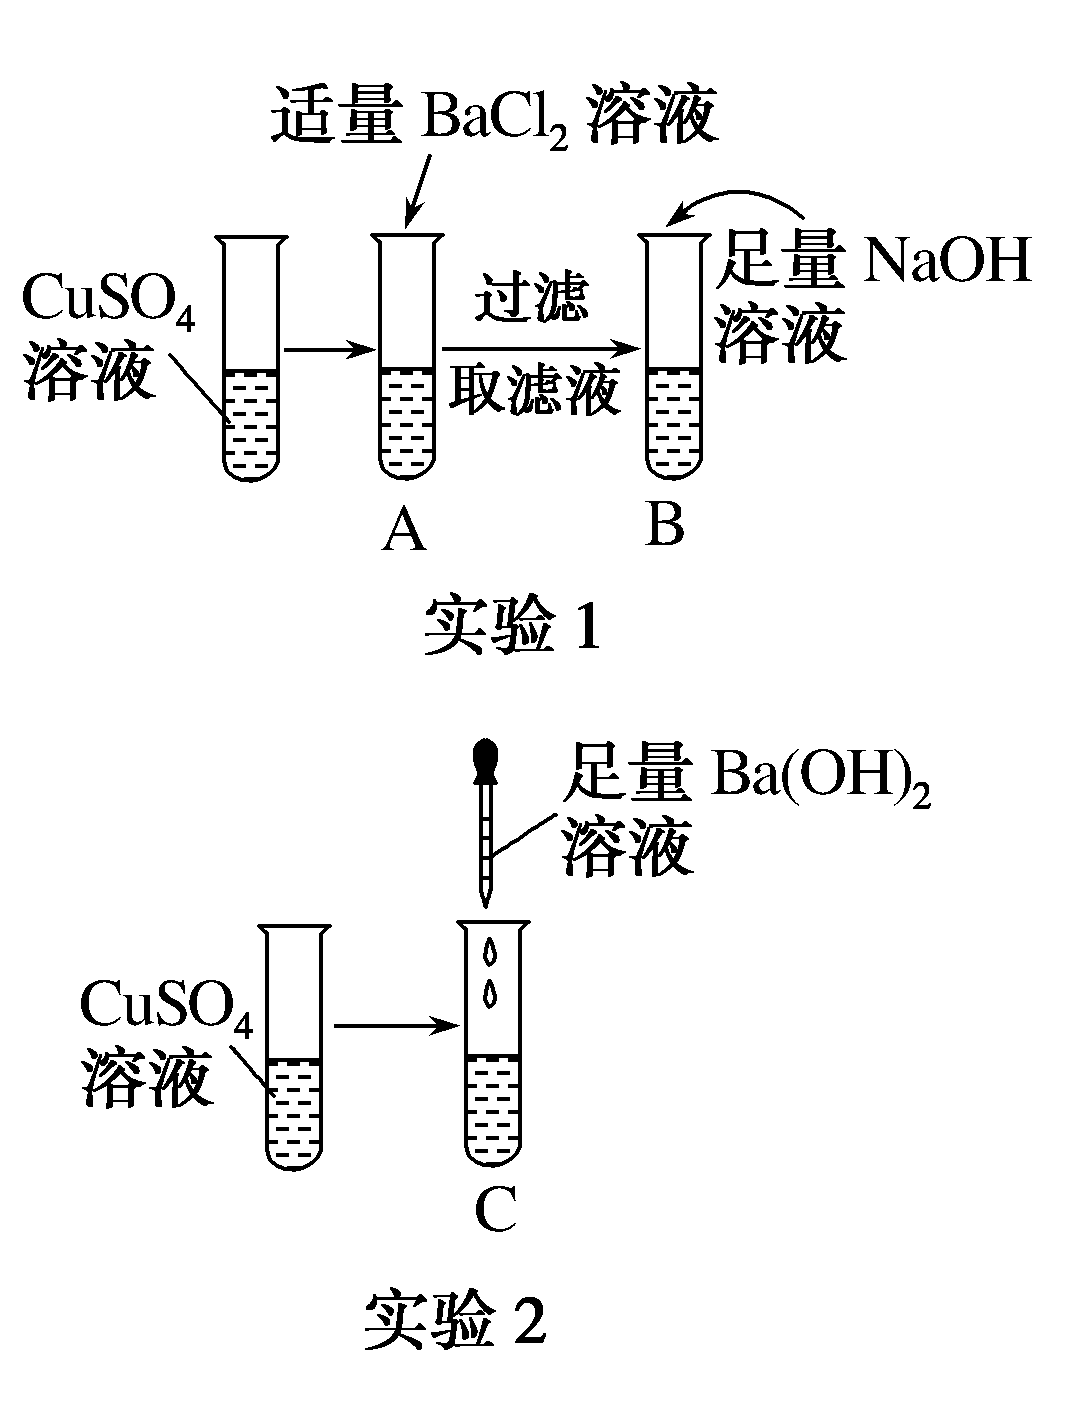 适量 BaCl₂ 溶液
CuSO₄
溶液
过滤
取滤液
足量 NaOH
溶液
A
B
实验 1
足量 Ba(OH)₂
溶液
CuSO₄
溶液
C
实验 2